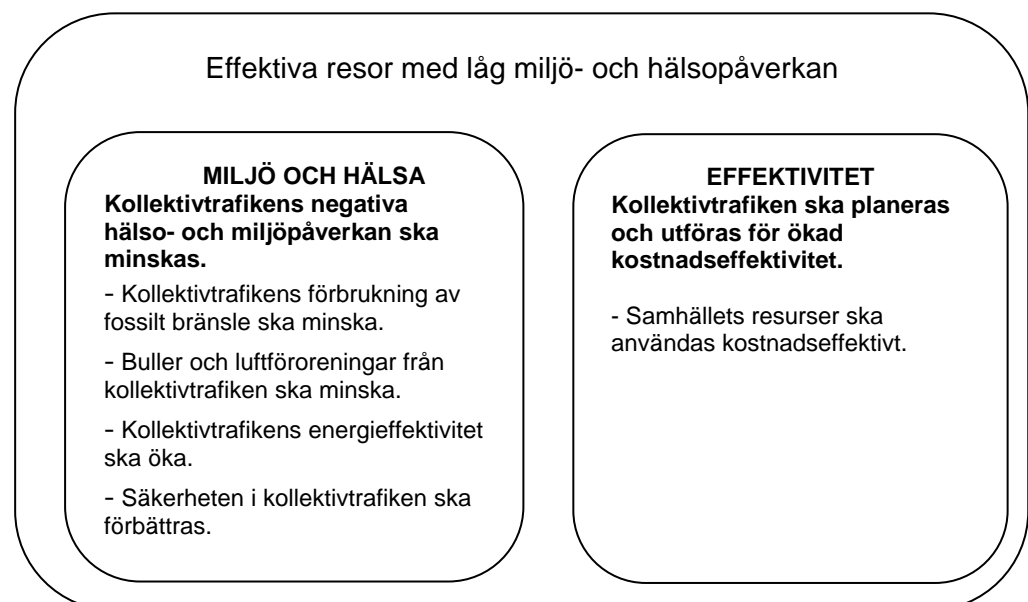 Effektiva resor med låg miljö- och hälsopåverkan
MILJÖ OCH HÄLSA
Kollektivtrafikens negativa
hälso- och miljöpåverkan ska
minskas.
- Kollektivtrafikens förbrukning av
fossilt bränsle ska minska.
- Buller och luftföroreningar från
kollektivtrafiken ska minska.
- Kollektivtrafikens energieffektivitet
ska öka.
- Säkerheten i kollektivtrafiken ska
förbättras.
EFFEKTIVITET
Kollektivtrafiken ska planeras
och utföras för ökad
kostnadseffektivitet.
- Samhällets resurser ska
användas kostnadseffektivt.